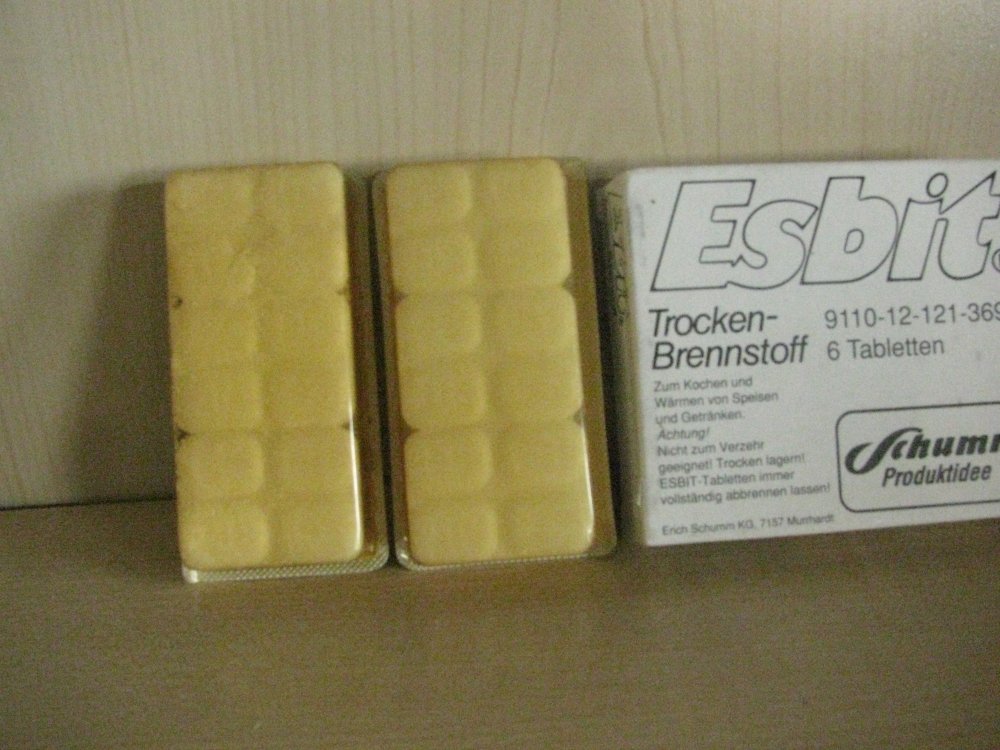 Esbit
Trocken-
Brennstoff
9110-12-121-369
6 Tabletten
Zum Kochen und
Wärmen von Speisen
und Getränken.
Achtung!
Nicht zum Verzehr
geeignet! Trocken lagern!
ESBIT-Tabletten immer
vollständig abbrennen lassen!
Schumm
Produktidee
Erich Schumm KG, 7157 Murrhardt